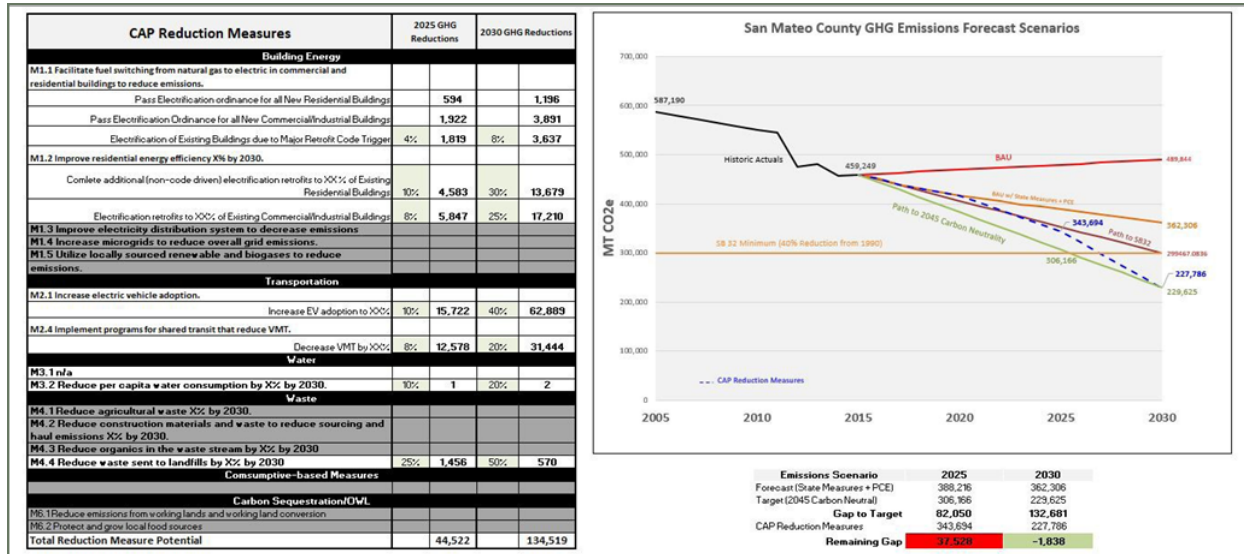 CAP Reduction Measures
2025 GHG
Reductions
2030 GHG Reductions
Building Energy
M1.1 Facilitate fuel switching from natural gas to electric in commercial and
residential buildings to reduce emissions.
Pass Electrification ordinance for all New Residential Buildings 594 1,196
Pass Electrification Ordinance for all New Commercial/Industrial Buildings 1,922 3,891
Electrification of Existing Buildings due to Major Retrofit Code Trigger 4% 1,819 8% 3,637
M1.2 Improve residential energy efficiency X% by 2030.
Comlete additional (non-code driven) electrification retrofits to XX% of Existing
Residential Buildings 10% 4,583 30% 13,679
Electrification retrofits to XX% of Existing Commercial/Industrial Buildings 8% 5,847 25% 17,210
M1.3 Improve electricity distribution system to decrease emissions
M1.4 Increase microgrids to reduce overall grid emissions.
M1.5 Utilize locally sourced renewable and biogases to reduce
emissions.
Transportation
M2.1 Increase electric vehicle adoption.
Increase EV adoption to XX% 10% 15,722 40% 62,889
M2.4 Implement programs for shared transit that reduce VMT.
Decrease VMT by XX% 8% 12,578 20% 31,444
Water
M3.1 n/a
M3.2 Reduce per capita water consumption by X% by 2030. 10% 1 20% 2
Waste
M4.1 Reduce agricultural waste X% by 2030.
M4.2 Reduce construction materials and waste to reduce sourcing and
haul emissions X% by 2030.
M4.3 Reduce organics in the waste stream by X% by 2030
M4.4 Reduce waste sent to landfills by X% by 2030 25% 1,456 50% 570
Comsumptive-based Measures
Carbon Sequestration/OWL
M6.1 Reduce emissions from working lands and working land conversion
M6.2 Protect and grow local food sources
Total Reduction Measure Potential 44,522 134,519
San Mateo County GHG Emissions Forecast Scenarios
MT CO2e
700,000
600,000
500,000
400,000
300,000
200,000
100,000
0
2005 2010 2015 2020 2025 2030
587,190
Historic Actuals
459,249
BAU
489,844
BAU w/ State Measures + PCE
362,306
343,694
Path to SB32
Path to 2045 Carbon Neutrality
SB 32 Minimum (40% Reduction from 1990)
299467.0836
306,166
227,786
229,625
CAP Reduction Measures
Emissions Scenario 2025 2030
Forecast (State Measures + PCE) 388,216 362,306
Target (2045 Carbon Neutral) 306,166 229,625
Gap to Target 82,050 132,681
CAP Reduction Measures 343,694 227,786
Remaining Gap 37,528 -1,838